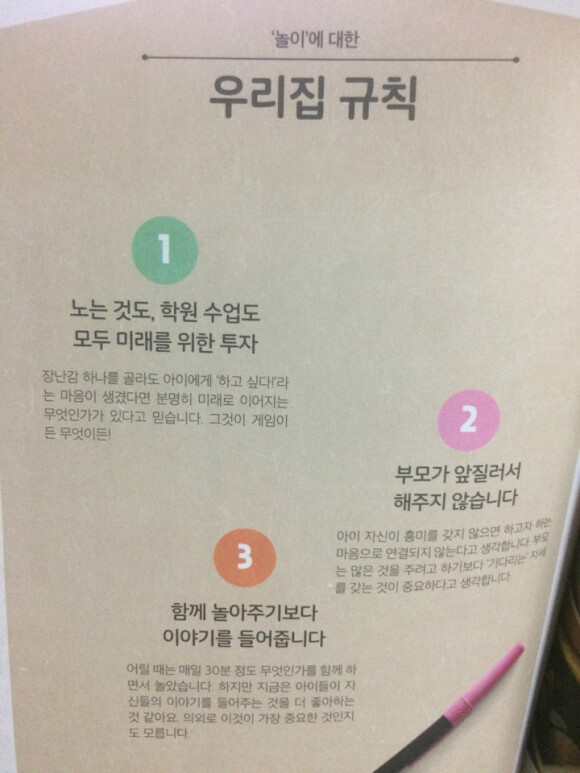 ‘놀이’에 대한
우리집 규칙
1
노는 것도, 학원 수업도
모두 미래를 위한 투자
장난감 하나를 골라도 아이에게 ‘하고 싶다!’라
는 마음이 생겼다면 분명히 미래로 이어지는
무엇인가가 있다고 믿습니다. 그것이 게임이
든 무엇이든!
2
부모가 앞질러서
해주지 않습니다
아이 자신이 흥미를 갖지 않으면 하고자 하는
마음으로 연결되지 않는다고 생각합니다. 부모
는 많은 것을 주려고 하기보다 ‘기다리는’ 자세
를 갖는 것이 중요하다고 생각합니다.
3
함께 놀아주기보다
이야기를 들어줍니다
어릴 때는 매일 30분 정도 무엇인가를 함께 하
면서 놀았습니다. 하지만 지금은 아이들이 자
신들의 이야기를 들어주는 것을 더 좋아하는
것 같아요. 의외로 이것이 가장 중요한 것인지
도 모릅니다.